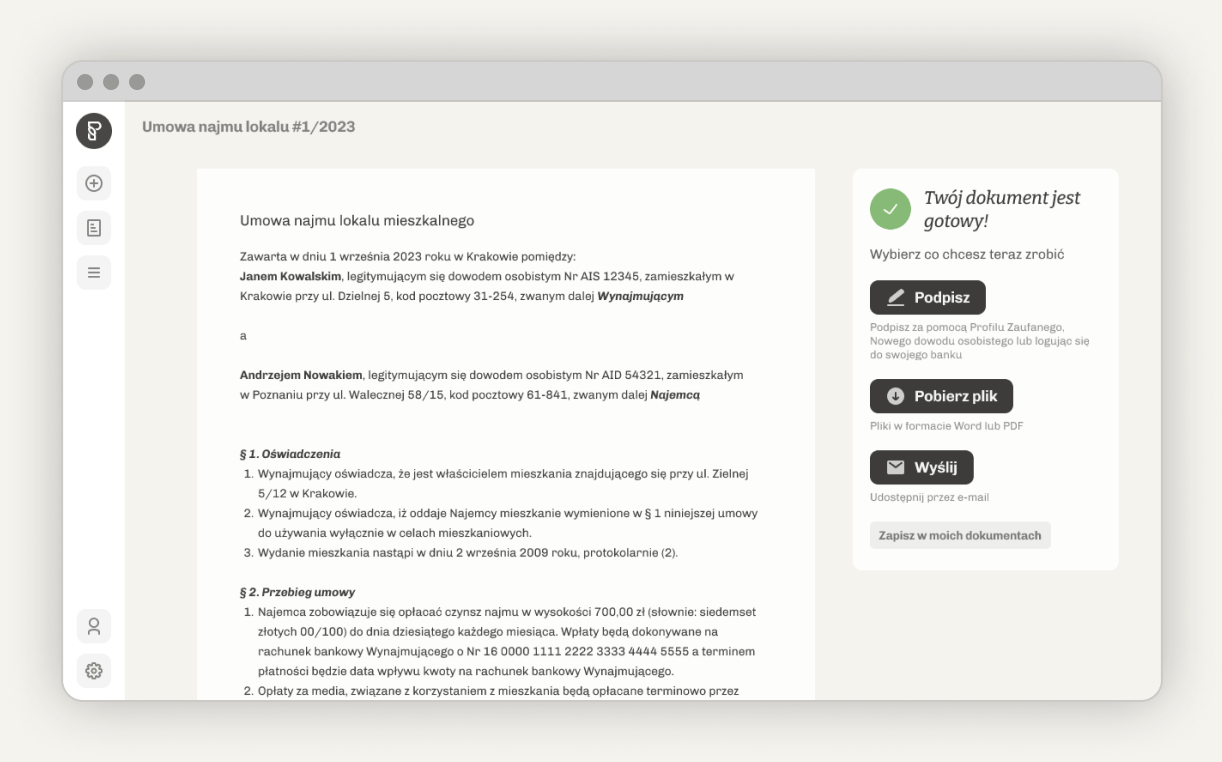 Umowa najmu lokalu #1/2023
Umowa najmu lokalu mieszkalnego
Zawarta w dniu 1 września 2023 roku w Krakowie pomiędzy:
Janem Kowalskim, legitymującym się dowodem osobistym Nr AIS 12345, zamieszkałym w
Krakowie przy ul. Dzielnej 5, kod pocztowy 31-254, zwanym dalej Wynajmującym
a
Andrzejem Nowakiem, legitymującym się dowodem osobistym Nr AID 54321, zamieszkałym
w Poznaniu przy ul. Walecznej 58/15, kod pocztowy 61-841, zwanym dalej Najemcą
§ 1. Oświadczenia
1. Wynajmujący oświadcza, że jest właścicielem mieszkania znajdującego się przy ul. Zielnej
5/12 w Krakowie.
2. Wynajmujący oświadcza, iż oddaje Najemcy mieszkanie wymienione w § 1 niniejszej umowy
do używania wyłącznie w celach mieszkaniowych.
3. Wydanie mieszkania nastąpi w dniu 2 września 2009 roku, protokolarnie (2).
§ 2. Przebieg umowy
1. Najemca zobowiązuje się opłacać czynsz najmu w wysokości 700,00 zł (słownie: siedemset
złotych 00/100) do dnia dziesiątego każdego miesiąca. Wpłaty będą dokonywane na
rachunek bankowy Wynajmującego o Nr 16 0000 1111 2222 3333 4444 5555 a terminem
płatności będzie data wpływu kwoty na rachunek bankowy Wynajmującego.
2. Opłaty za media, związane z korzystaniem z mieszkania będą opłacane terminowo przez
Twój dokument jest
gotowy!
Wybierz co chcesz teraz zrobić
Podpisz
Podpisz za pomocą Profilu Zaufanego,
Nowego dowodu osobistego lub logując się
do swojego banku
Pobierz plik
Pliki w formacie Word lub PDF
Wyślij
Udostępnij przez e-mail
Zapisz w moich dokumentach